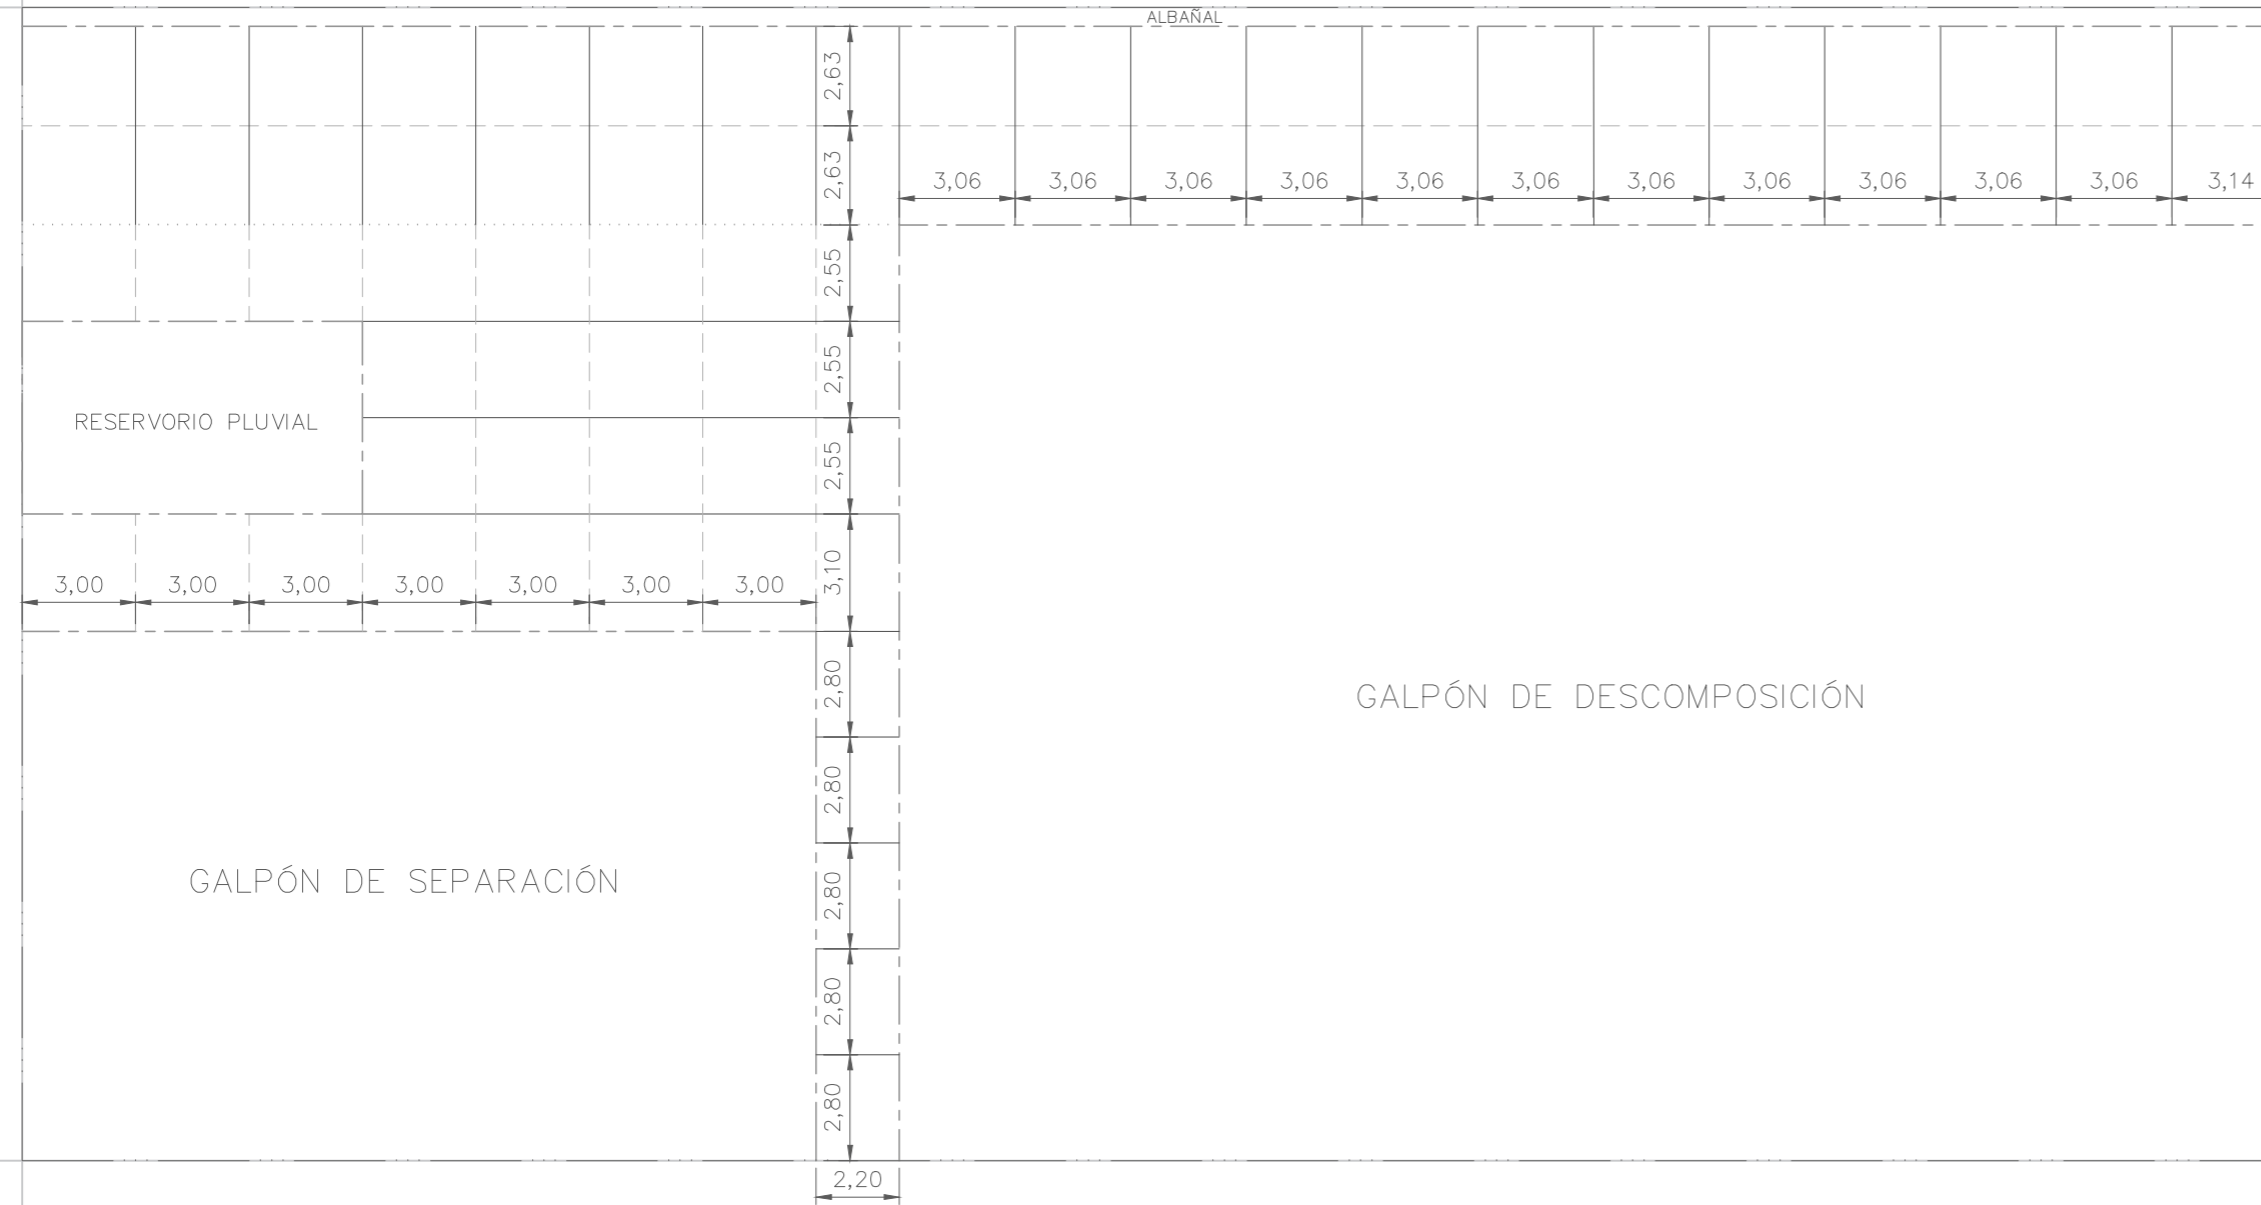 ALBAÑAL
2,63
2,63
3,06 3,06 3,06 3,06 3,06 3,06 3,06 3,06 3,06 3,06 3,06 3,14
2,55
2,55
RESERVORIO PLUVIAL
2,55
3,10
3,00 3,00 3,00 3,00 3,00 3,00 3,00
2,80
GALPÓN DE DESCOMPOSICIÓN
2,80
GALPÓN DE SEPARACIÓN
2,80
2,80
2,80
2,20